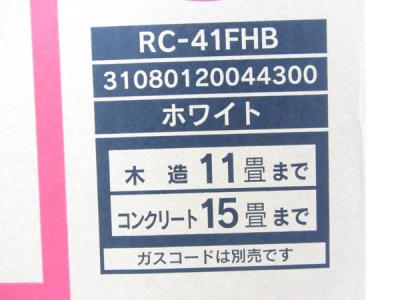 RC-41FHB
31080120044300
ホワイト
木造 11畳まで
コンクリート 15畳まで
ガスコードは別売です